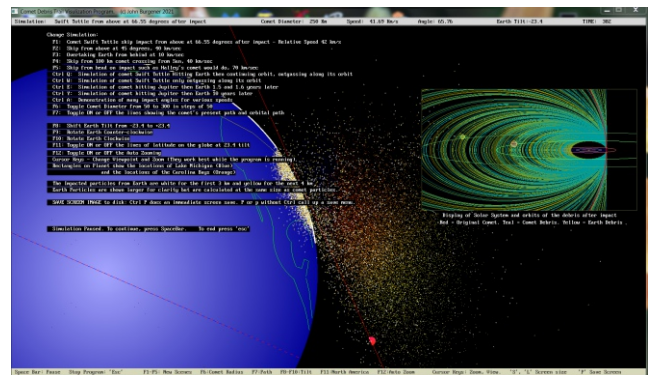 Comet Debris Trail Visualization Program. (c) John Burgener 2021
Simulation: Swift Tuttle from above at 66.55 degrees after impact Comet Diameter: 250 Km Speed: 41.69 Km/s Angle: 65.76 Earth Tilt:-23.4 TIME: 302
Change Simulation:
F1: Comet Swift Tuttle skip impact from above at 66.55 degrees after impact - Relative Speed 42 km/s
F2: Skip from above at 45 degrees, 40 km/sec
F3: Overtaking Earth from behind at 10 km/sec
F4: Skip from 100 km comet crossing from Sun, 40 km/sec
F5: Skip from head on impact such as Halley's comet would do, 70 km/sec
Ctrl Q: Simulation of comet Swift Tuttle Hitting Earth then continuing orbit, outgassing along its orbit
Ctrl W: Simulation of comet Swift Tuttle only outgassing along its orbit
Ctrl E: Simulation of comet hitting Jupiter then Earth 1.5 and 1.6 years later
Ctrl Y: Simulation of comet hitting Jupiter then Earth 10 years later
Ctrl A: Demonstration of many impact angles for various speeds
F6: Toggle Comet Diameter from 50 to 300 in steps of 50
F7: Toggle ON or OFF the lines showing the comet's present path and orbital path
F8: Shift Earth Tilt from -23.4 to +23.4
F9: Rotate Earth Counter-clockwise
F10: Rotate Earth Clockwise
F11: Toggle ON or OFF the lines of latitude on the globe at 23.4 tilt
F12: Toggle ON or OFF the Auto Zooming
Cursor Keys - Change Viewpoint and Zoom (They work best while the program is running)
Rectangles on Planet show the locations of Lake Michigan (Blue)
and the locations of the Carolina Bays (Orange)
The Impacted particles from Earth are white for the first 3 km and yellow for the next 4 km
Earth Particles are shown larger for clarity but are calculated at the same size as comet particles
SAVE SCREEN IMAGE to disk: Ctrl P does an immediate screen save, P or p without Ctrl call up a save menu
Simulation Paused. To continue, press SpaceBar. To end press 'esc'
Display of Solar System and orbits of the debris after impact
Red = Original Comet. Teal = Comet Debris. Yellow = Earth Debris .
Space Bar: Pause Stop Program: 'Esc' F1-F5: New Scenes F6:Comet Radius F7:Path F8-F10:Tilt F11:North America F12:Auto Zoom Cursor Keys: Zoom, View. 'S', 'L' Screen size 'P' Save Screen